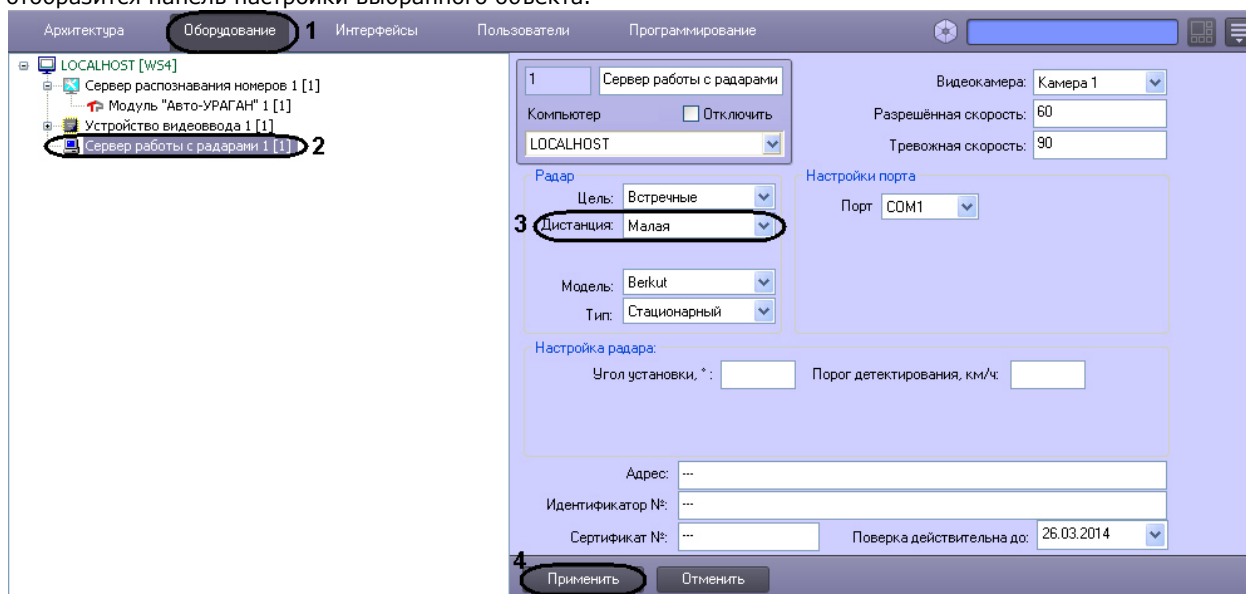 отобразится панель настройки выбранного объекта.
Архитектура Оборудование 1 Интерфейсы Пользователи Программирование
LOCALHOST [WS4]
Сервер распознавания номеров 1 [1]
Модуль "Авто-УРАГАН" 1 [1]
Устройство видеоввода 1 [1]
Сервер работы с радарами 1 [1] 2
1 Сервер работы с радарами
Компьютер Отключить
LOCALHOST
Видеокамера: Камера 1
Разрешённая скорость: 60
Тревожная скорость: 90
Радар
Цель: Встречные
3 Дистанция: Малая
Модель: Berkut
Тип: Стационарный
Настройки порта
Порт COM1
Настройка радара:
Угол установки, °: Порог детектирования, км/ч:
Адрес: ---
Идентификатор №: ---
Сертификат №: --- Поверка действительна до: 26.03.2014
4 Применить Отменить